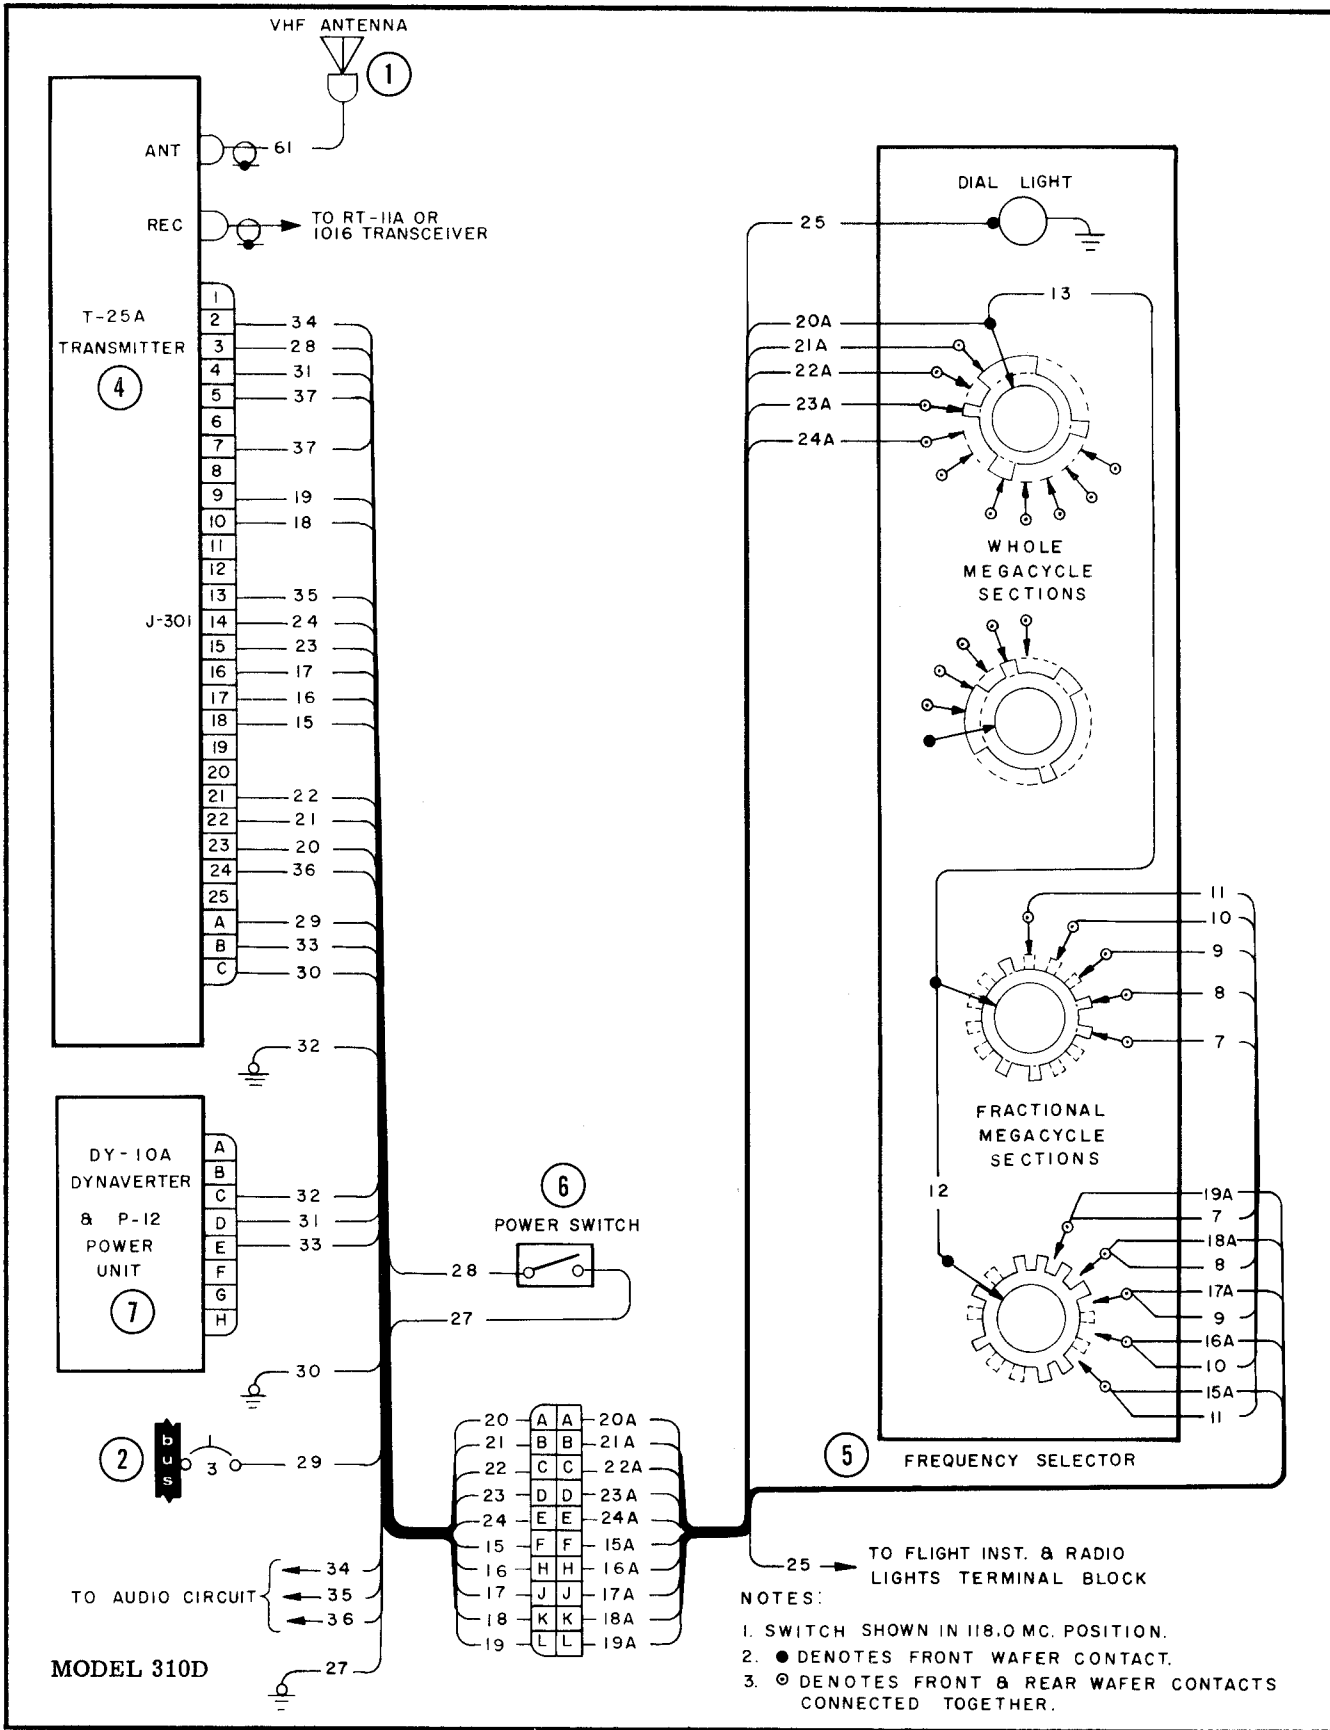 VHF ANTENNA
1
ANT
61
REC
TO RT-11A OR
1016 TRANSCEIVER
T-25A
TRANSMITTER
4
J-301
1
2 34
3 28
4 31
5 37
6
7 37
8
9 19
10 18
11
12
13 35
14 24
15 23
16 17
17 16
18 15
19
20
21 22
22 21
23 20
24 36
25
A 29
B 33
C 30
32
DY-10A
DYNAVERTER
& P-12
POWER
UNIT
7
A
B
C 32
D 31
E 33
F
G
H
30
2
bus
3
29
TO AUDIO CIRCUIT
34
35
36
27
MODEL 310D
6
POWER SWITCH
28
27
20 A A 20A
21 B B 21A
22 C C 22A
23 D D 23A
24 E E 24A
15 F F 15A
16 H H 16A
17 J J 17A
18 K K 18A
19 L L 19A
DIAL LIGHT
25
13
20A
21A
22A
23A
24A
WHOLE
MEGACYCLE
SECTIONS
11
10
9
8
7
FRACTIONAL
MEGACYCLE
SECTIONS
12
19A
7
18A
8
17A
9
16A
10
15A
11
5
FREQUENCY SELECTOR
25
TO FLIGHT INST. & RADIO
LIGHTS TERMINAL BLOCK
NOTES:
1. SWITCH SHOWN IN 118.0 MC. POSITION.
2. ● DENOTES FRONT WAFER CONTACT.
3. ⊙ DENOTES FRONT & REAR WAFER CONTACTS
CONNECTED TOGETHER.